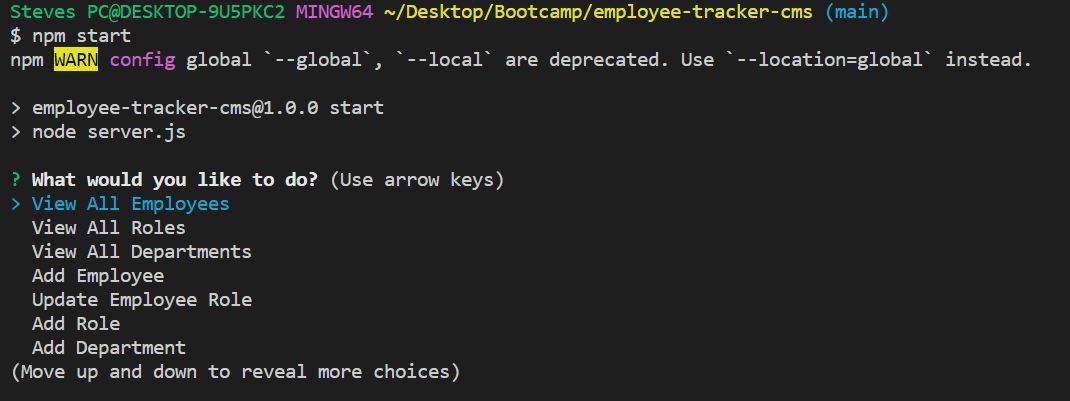 Steves PC@DESKTOP-9U5PKC2 MINGW64 ~/Desktop/Bootcamp/employee-tracker-cms (main)
$ npm start
npm WARN config global `--global`, `--local` are deprecated. Use `--location=global` instead.
> employee-tracker-cms@1.0.0 start
> node server.js
? What would you like to do? (Use arrow keys)
> View All Employees
View All Roles
View All Departments
Add Employee
Update Employee Role
Add Role
Add Department
(Move up and down to reveal more choices)